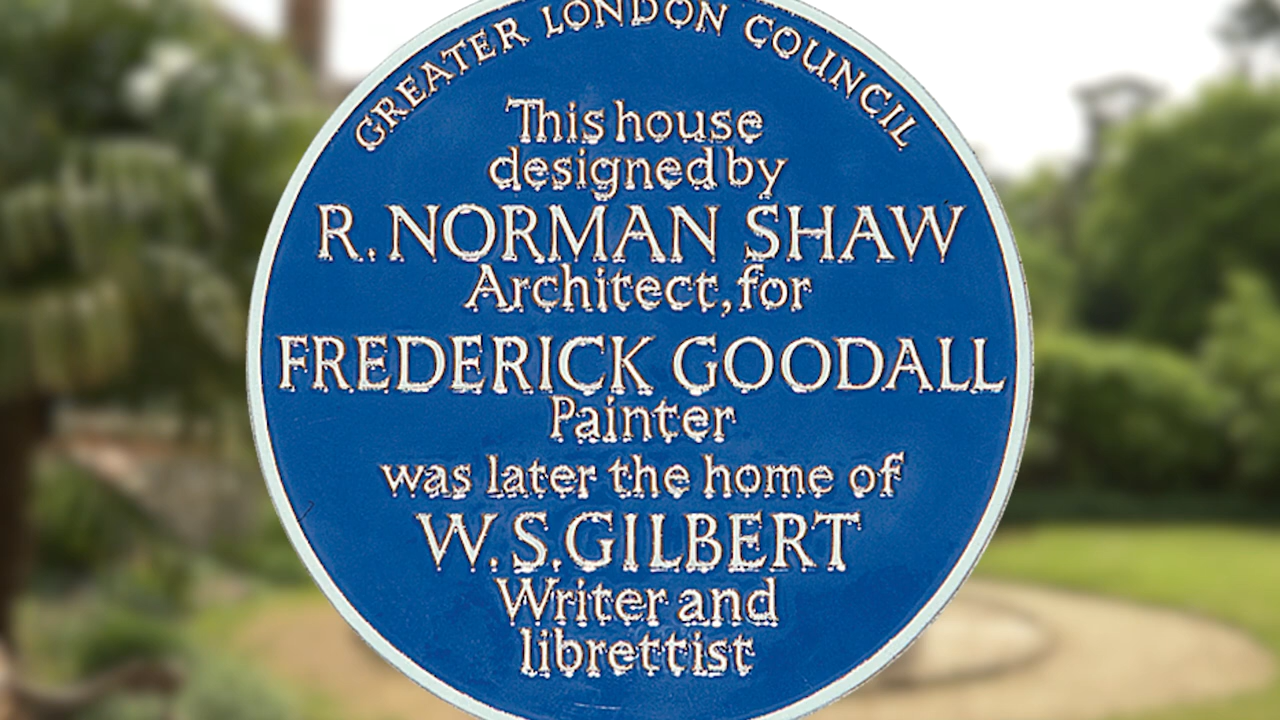 GREATER LONDON COUNCIL
This house
designed by
R. NORMAN SHAW
Architect, for
FREDERICK GOODALL
Painter
was later the home of
W. S. GILBERT
Writer and
librettist